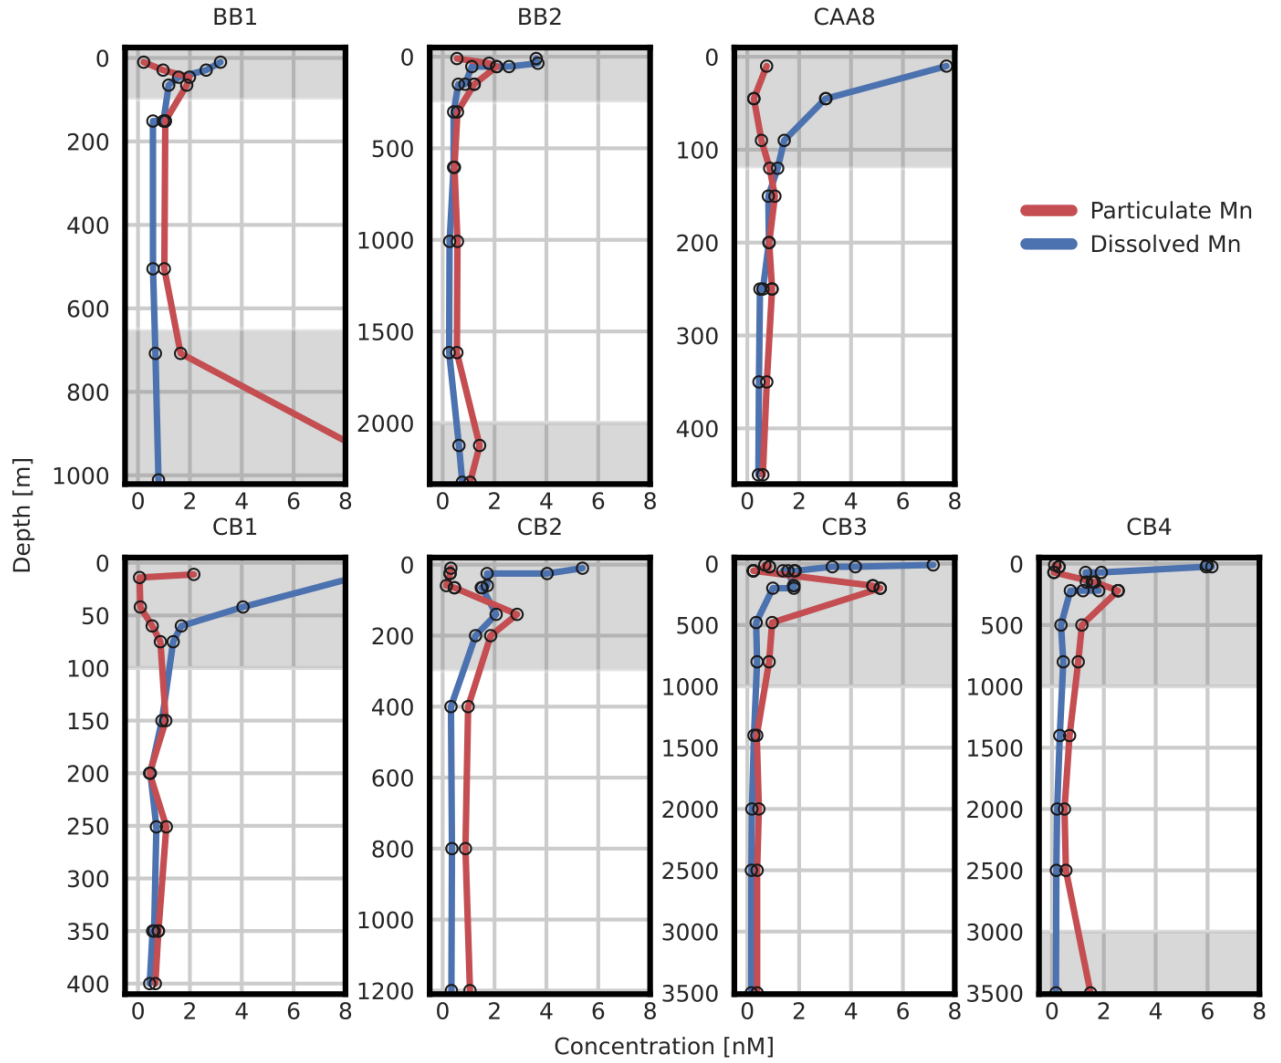 BB1
BB2
CAA8
0
200
400
600
800
1000
0 2 4 6 8
0
500
1000
1500
2000
0 2 4 6 8
0
100
200
300
400
0 2 4 6 8
Particulate Mn
Dissolved Mn
Depth [m]
CB1
CB2
CB3
CB4
0
50
100
150
200
250
300
350
400
0 2 4 6 8
0
200
400
600
800
1000
1200
0 2 4 6 8
0
500
1000
1500
2000
2500
3000
3500
0 2 4 6 8
0
500
1000
1500
2000
2500
3000
3500
0 2 4 6 8
Concentration [nM]